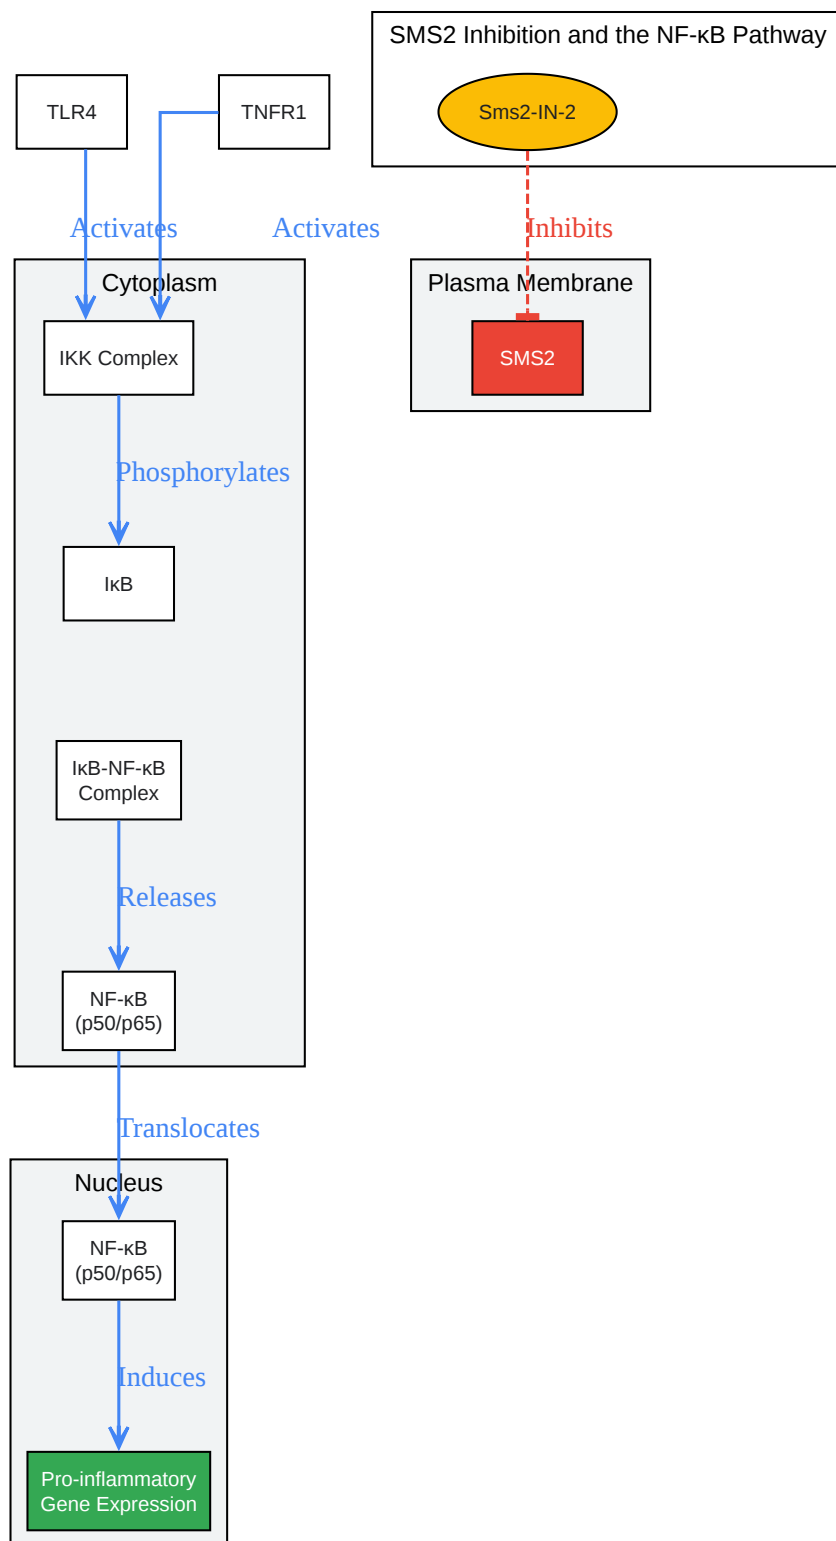 SMS2 Inhibition and the NF-κB Pathway
TLR4
TNFR1
Sms2-IN-2
Activates
Activates
Inhibits
Cytoplasm
Plasma Membrane
IKK Complex
SMS2
Phosphorylates
IκB
IκB-NF-κB
Complex
Releases
NF-κB
(p50/p65)
Translocates
Nucleus
NF-κB
(p50/p65)
Induces
Pro-inflammatory
Gene Expression